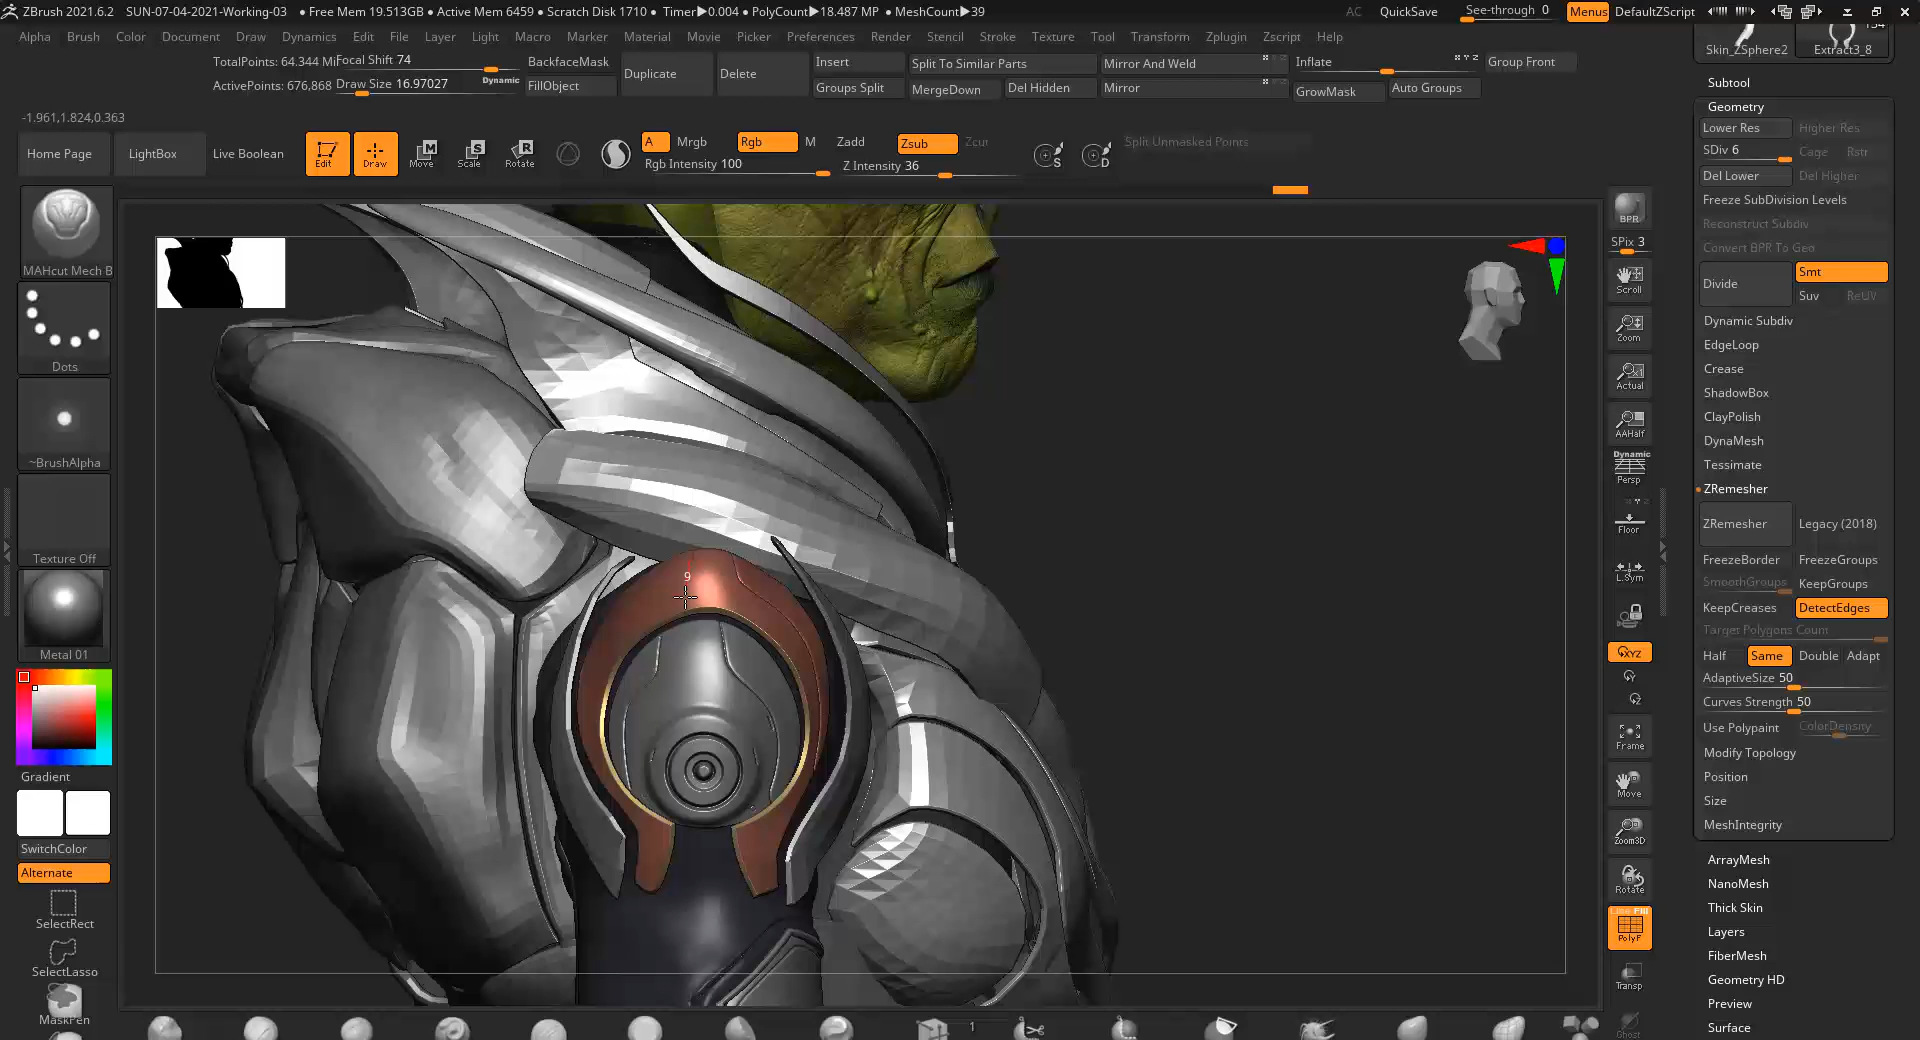 ZBrush 2021.6.2 SUN-07-04-2021-Working-03 • Free Mem 19.513GB • Active Mem 6459 • Scratch Disk 1710 • Timer▶0.004 • PolyCount▶18.487 MP • MeshCount▶39 AC QuickSave See-through 0 Menus DefaultZScript
Alpha Brush Color Document Draw Dynamics Edit File Layer Light Macro Marker Material Movie Picker Preferences Render Stencil Stroke Texture Tool Transform Zplugin Zscript Help
TotalPoints: 64.344 Mi Focal Shift 74 BackfaceMask Duplicate Delete Insert Split To Similar Parts Mirror And Weld Inflate Group Front
ActivePoints: 676,868 Draw Size 16.97027 Dynamic FillObject Groups Split MergeDown Del Hidden Mirror GrowMask Auto Groups
-1.961,1.824,0.363
Home Page LightBox Live Boolean Edit Draw Move Scale Rotate A Mrgb Rgb M Zadd Zsub Zcut Split Unmasked Points
Rgb Intensity 100 Z Intensity 36
MAHcut Mech B
Dots
~BrushAlpha
Texture Off
Metal 01
Gradient
SwitchColor
Alternate
SelectRect
SelectLasso
MaskPen
9
1
BPR
SPix 3
Scroll
Zoom
Actual
AAHalf
Dynamic
Persp
Floor
L.Sym
XYZ
Frame
Move
Zoom3D
Rotate
Line Fill
PolyF
Transp
Ghost
Skin_ZSphere2 Extract3_8
Subtool
Geometry
Lower Res Higher Res
SDiv 6 Cage Rstr
Del Lower Del Higher
Freeze SubDivision Levels
Reconstruct Subdiv
Convert BPR To Geo
Divide Smt
Suv ReUV
Dynamic Subdiv
EdgeLoop
Crease
ShadowBox
ClayPolish
DynaMesh
Tessimate
ZRemesher
ZRemesher Legacy (2018)
FreezeBorder FreezeGroups
SmoothGroups KeepGroups
KeepCreases DetectEdges
Target Polygons Count
Half Same Double Adapt
AdaptiveSize 50
Curves Strength 50
Use Polypaint ColorDensity
Modify Topology
Position
Size
MeshIntegrity
ArrayMesh
NanoMesh
Thick Skin
Layers
FiberMesh
Geometry HD
Preview
Surface